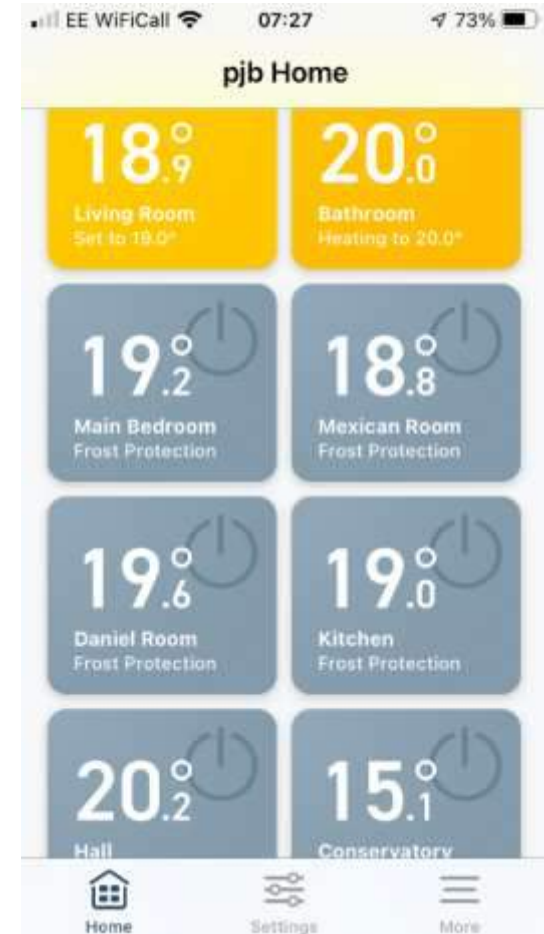 EE WiFiCall 07:27 73%
pjb Home
18.9°
Living Room
Set to 19.0°
20.0°
Bathroom
Heating to 20.0°
19.2°
Main Bedroom
Frost Protection
18.8°
Mexican Room
Frost Protection
19.6°
Daniel Room
Frost Protection
19.0°
Kitchen
Frost Protection
20.2°
Hall
15.1°
Conservatory
Home Settings More